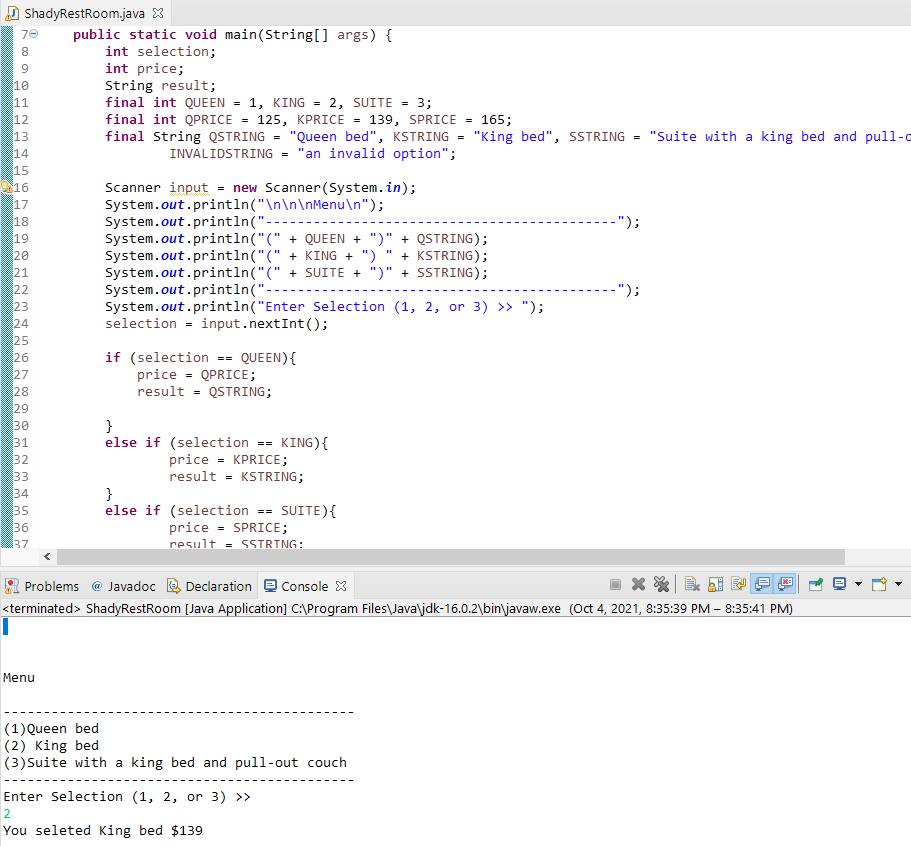 ShadyRestRoom.java
7 public static void main(String[] args) {
8 int selection;
9 int price;
10 String result;
11 final int QUEEN = 1, KING = 2, SUITE = 3;
12 final int QPRICE = 125, KPRICE = 139, SPRICE = 165;
13 final String QSTRING = "Queen bed", KSTRING = "King bed", SSTRING = "Suite with a king bed and pull-o
14 INVALIDSTRING = "an invalid option";
15
16 Scanner input = new Scanner(System.in);
17 System.out.println("\n\n\nMenu\n");
18 System.out.println("--------------------------------------------");
19 System.out.println("(" + QUEEN + ")" + QSTRING);
20 System.out.println("(" + KING + ") " + KSTRING);
21 System.out.println("(" + SUITE + ")" + SSTRING);
22 System.out.println("--------------------------------------------");
23 System.out.println("Enter Selection (1, 2, or 3) >> ");
24 selection = input.nextInt();
25
26 if (selection == QUEEN){
27 price = QPRICE;
28 result = QSTRING;
29
30 }
31 else if (selection == KING){
32 price = KPRICE;
33 result = KSTRING;
34 }
35 else if (selection == SUITE){
36 price = SPRICE;
37 result = SSTRING;
Problems @ Javadoc Declaration Console
<terminated> ShadyRestRoom [Java Application] C:\Program Files\Java\jdk-16.0.2\bin\javaw.exe (Oct 4, 2021, 8:35:39 PM – 8:35:41 PM)
Menu
--------------------------------------------
(1)Queen bed
(2) King bed
(3)Suite with a king bed and pull-out couch
--------------------------------------------
Enter Selection (1, 2, or 3) >>
2
You seleted King bed $139